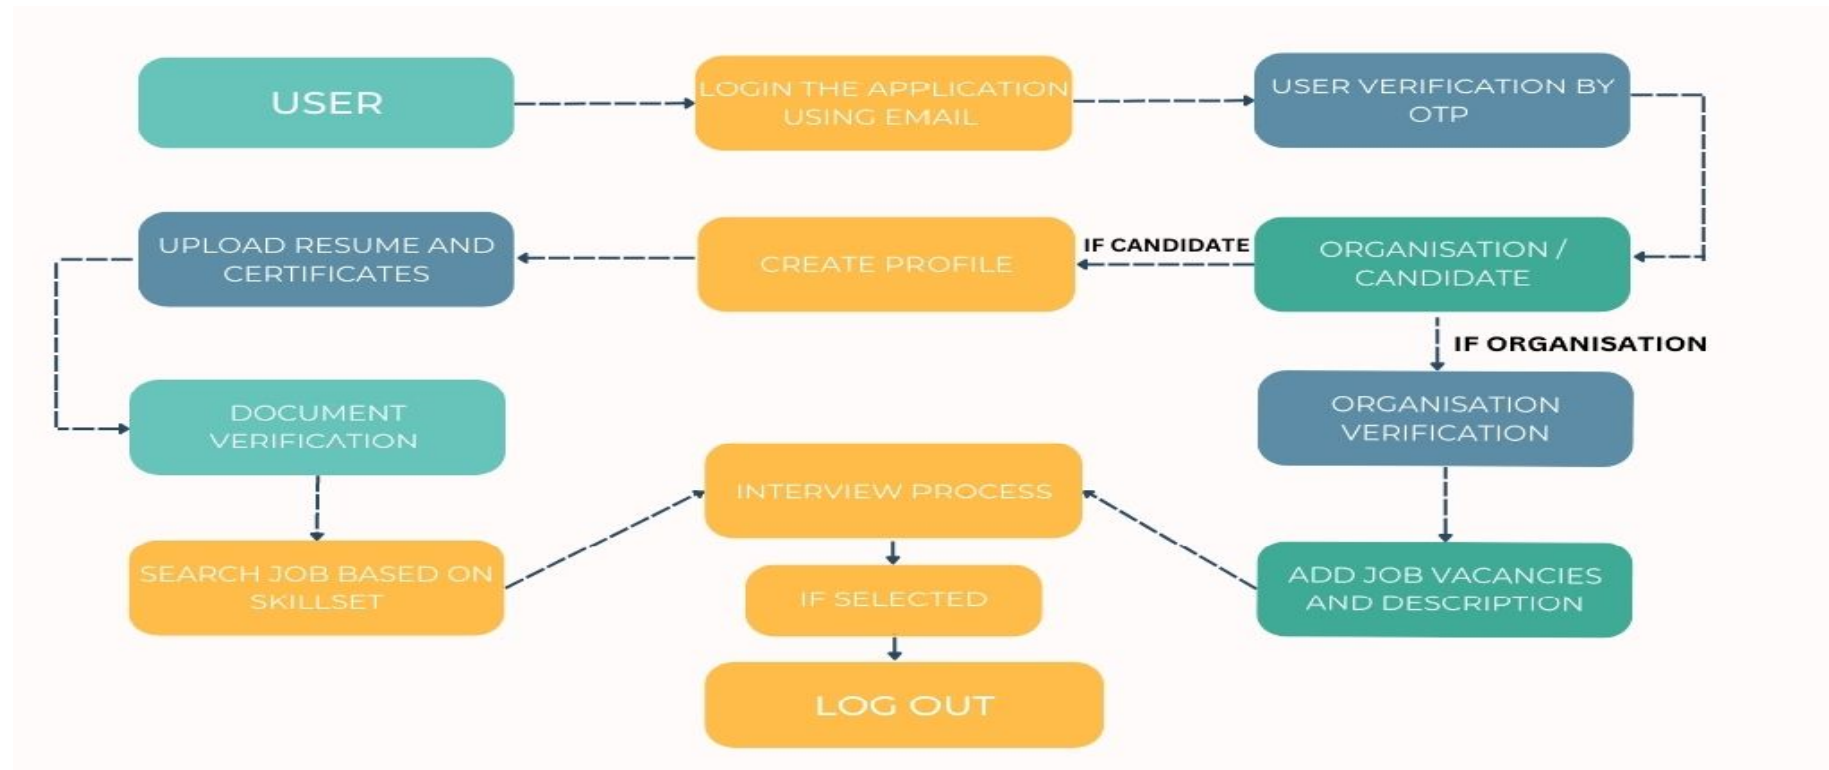 USER
LOGIN THE APPLICATION
USING EMAIL
USER VERIFICATION BY
OTP
UPLOAD RESUME AND
CERTIFICATES
CREATE PROFILE
IF CANDIDATE
ORGANISATION /
CANDIDATE
IF ORGANISATION
DOCUMENT
VERIFICATION
ORGANISATION
VERIFICATION
INTERVIEW PROCESS
SEARCH JOB BASED ON
SKILLSET
IF SELECTED
ADD JOB VACANCIES
AND DESCRIPTION
LOG OUT